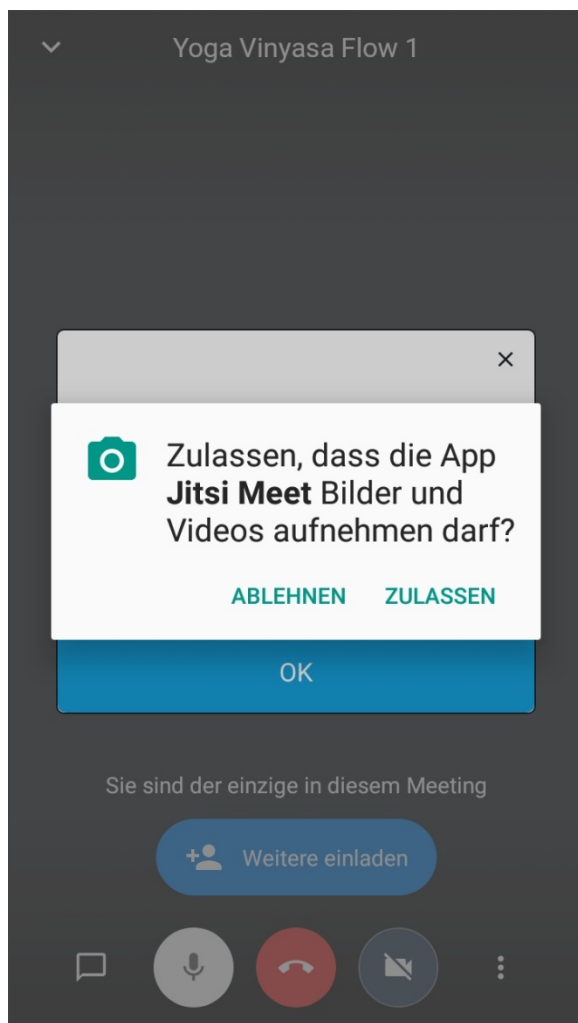 Yoga Vinyasa Flow 1
Zulassen, dass die App
Jitsi Meet Bilder und
Videos aufnehmen darf?
ABLEHNEN ZULASSEN
OK
Sie sind der einzige in diesem Meeting
Weitere einladen